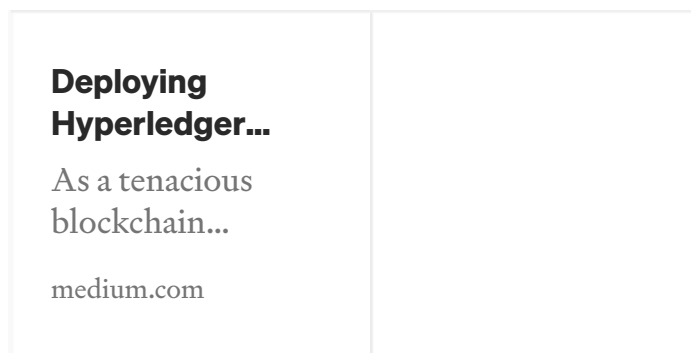 Deploying
Hyperledger...
As a tenacious
blockchain...
medium.com